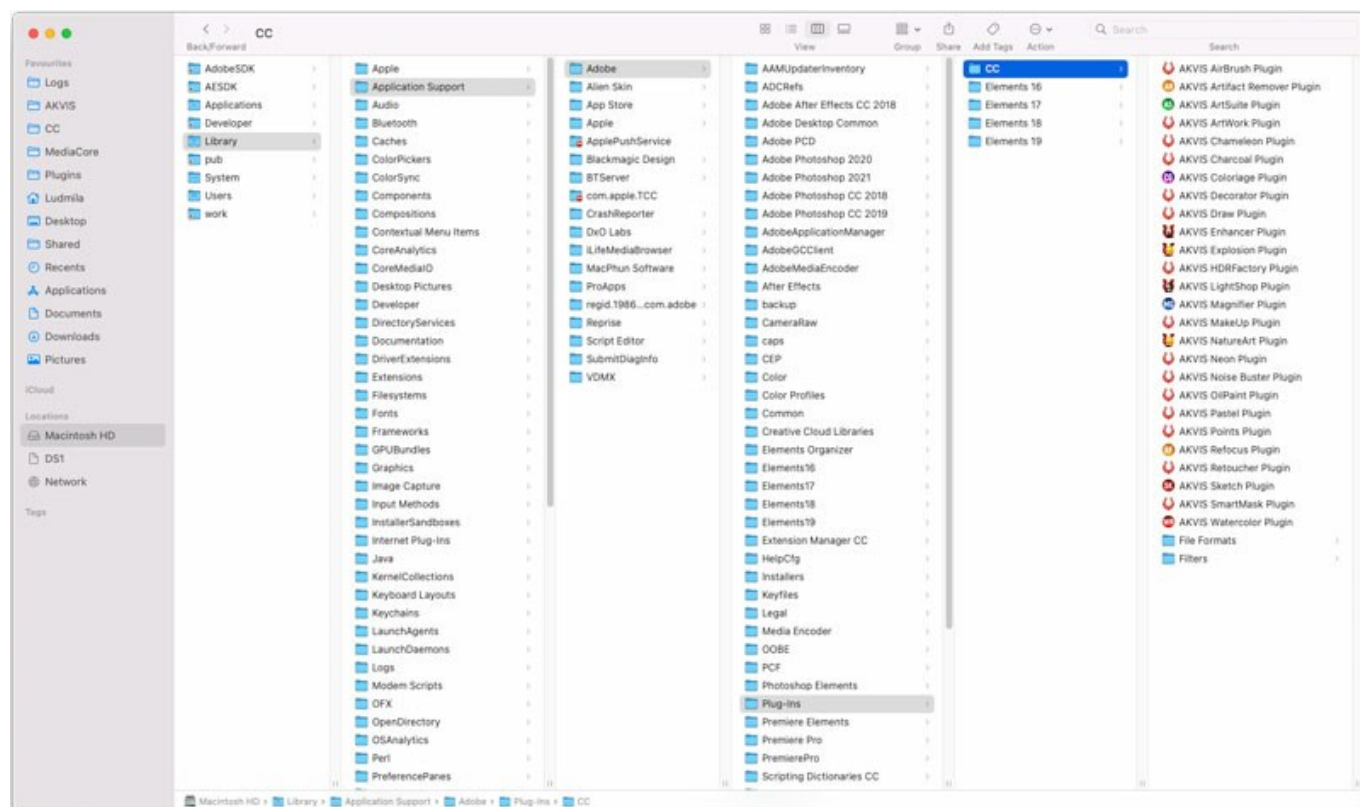 CC
Back/Forward
View
Group
Share
Add Tags
Action
Search
Search
Favourites
Logs
AKVIS
CC
MediaCore
Plugins
Ludmila
Desktop
Shared
Recents
Applications
Documents
Downloads
Pictures
iCloud
Locations
Macintosh HD
DS1
Network
Tags
AdobeSDK
AESDK
Applications
Developer
Library
pub
System
Users
work
Apple
Application Support
Audio
Bluetooth
Caches
ColorPickers
ColorSync
Components
Compositions
Contextual Menu Items
CoreAnalytics
CoreMediaIO
Desktop Pictures
Developer
DirectoryServices
Documentation
DriverExtensions
Extensions
Filesystems
Fonts
Frameworks
GPUBundles
Graphics
Image Capture
Input Methods
InstallerSandboxes
Internet Plug-Ins
Java
KernelCollections
Keyboard Layouts
Keychains
LaunchAgents
LaunchDaemons
Logs
Modem Scripts
OFX
OpenDirectory
OSAnalytics
Perl
PreferencePanes
Adobe
Alien Skin
App Store
Apple
ApplePushService
Blackmagic Design
BTServer
com.apple.TCC
CrashReporter
DxO Labs
iLifeMediaBrowser
MacPhun Software
ProApps
regid.1986...com.adobe
Reprise
Script Editor
SubmitDiagInfo
VDMX
AAMUpdaterInventory
ADCRefs
Adobe After Effects CC 2018
Adobe Desktop Common
Adobe PCD
Adobe Photoshop 2020
Adobe Photoshop 2021
Adobe Photoshop CC 2018
Adobe Photoshop CC 2019
AdobeApplicationManager
AdobeGCClient
AdobeMediaEncoder
After Effects
backup
CameraRaw
caps
CEP
Color
Color Profiles
Common
Creative Cloud Libraries
Elements Organizer
Elements16
Elements17
Elements18
Elements19
Extension Manager CC
HelpCfg
Installers
Keyfiles
Legal
Media Encoder
OOBE
PCF
Photoshop Elements
Plug-Ins
Premiere Elements
Premiere Pro
PremierePro
Scripting Dictionaries CC
CC
Elements 16
Elements 17
Elements 18
Elements 19
AKVIS AirBrush Plugin
AKVIS Artifact Remover Plugin
AKVIS ArtSuite Plugin
AKVIS ArtWork Plugin
AKVIS Chameleon Plugin
AKVIS Charcoal Plugin
AKVIS Coloriage Plugin
AKVIS Decorator Plugin
AKVIS Draw Plugin
AKVIS Enhancer Plugin
AKVIS Explosion Plugin
AKVIS HDRFactory Plugin
AKVIS LightShop Plugin
AKVIS Magnifier Plugin
AKVIS MakeUp Plugin
AKVIS NatureArt Plugin
AKVIS Neon Plugin
AKVIS Noise Buster Plugin
AKVIS OilPaint Plugin
AKVIS Pastel Plugin
AKVIS Points Plugin
AKVIS Refocus Plugin
AKVIS Retoucher Plugin
AKVIS Sketch Plugin
AKVIS SmartMask Plugin
AKVIS Watercolor Plugin
File Formats
Filters
Macintosh HD › Library › Application Support › Adobe › Plug-Ins › CC